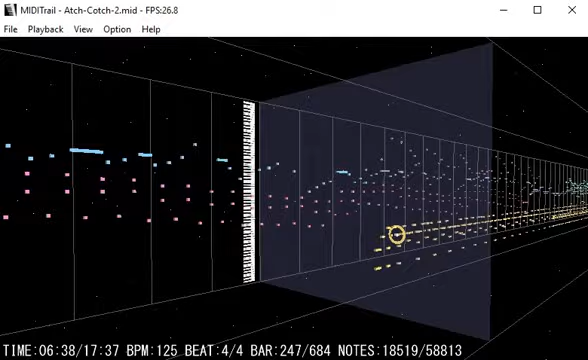 MIDITrail - Atch-Cotch-2.mid - FPS:26.8
File Playback View Option Help
TIME:06:38/17:37 BPM:125 BEAT:4/4 BAR:247/684 NOTES:18519/58813